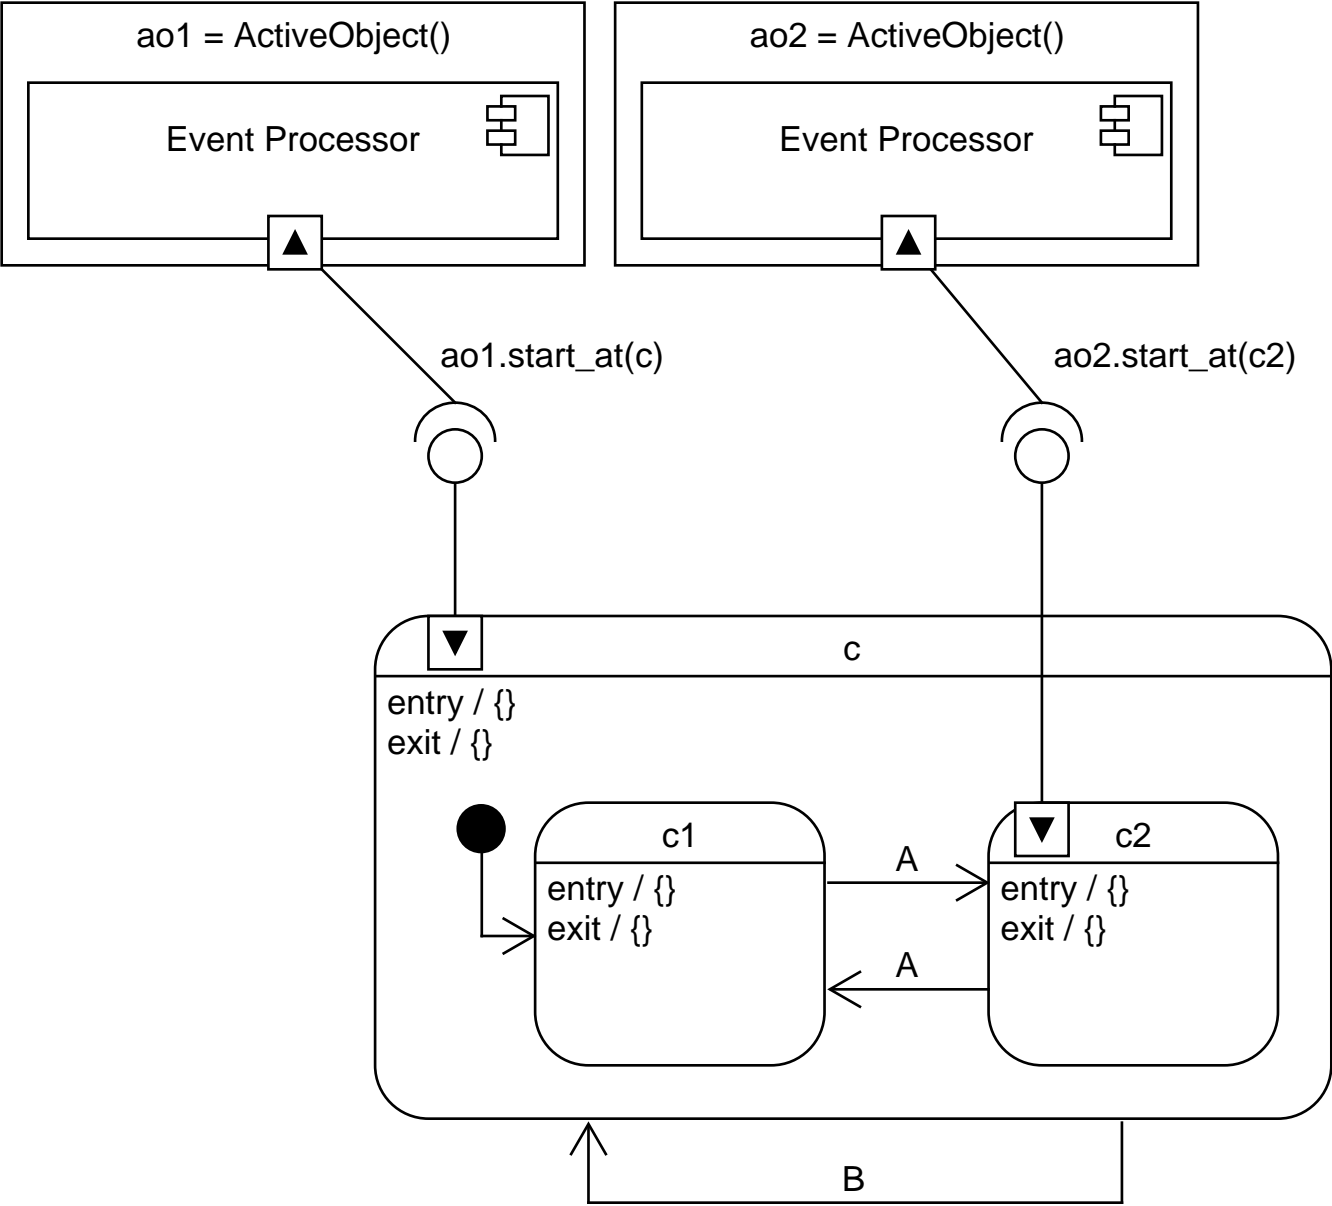 ao1 = ActiveObject()
ao2 = ActiveObject()
Event Processor
Event Processor
ao1.start_at(c)
ao2.start_at(c2)
c
entry / {}
exit / {}
c1
entry / {}
exit / {}
A
A
c2
entry / {}
exit / {}
B